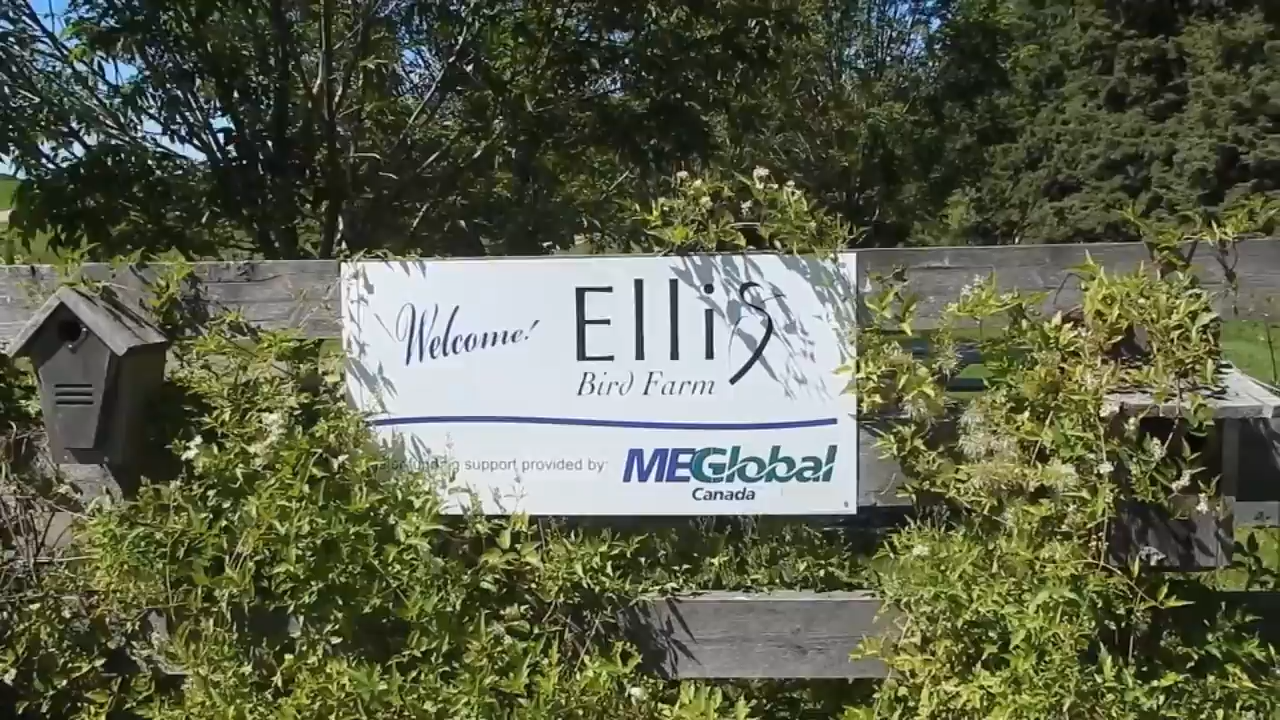 Welcome!
Ellis
Bird Farm
support provided by:
MEGlobal
Canada